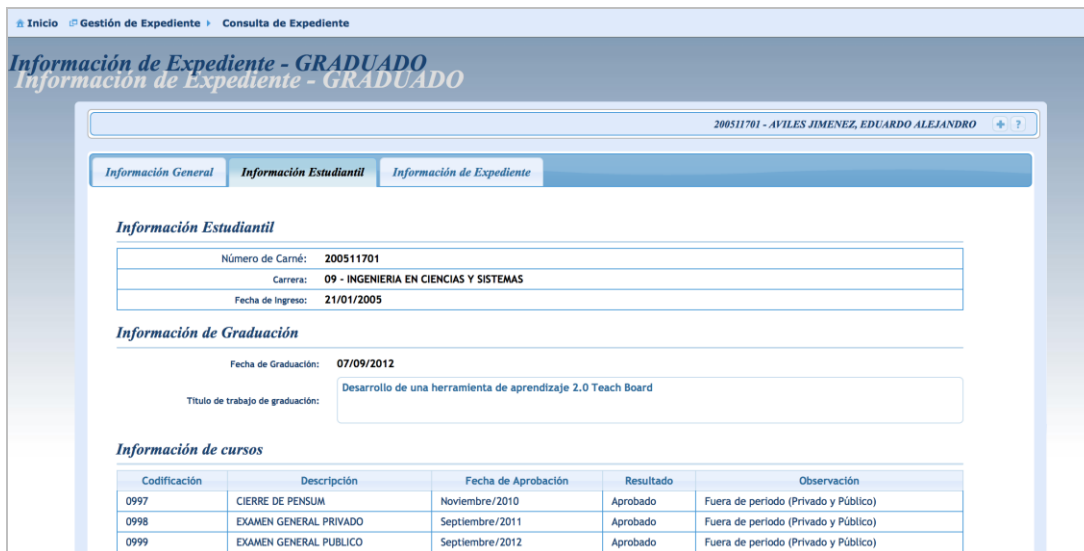 Inicio Gestión de Expediente Consulta de Expediente
Información de Expediente - GRADUADO
200511701 - AVILES JIMENEZ, EDUARDO ALEJANDRO + ?
Información General Información Estudiantil Información de Expediente
Información Estudiantil
Número de Carné: 200511701
Carrera: 09 - INGENIERIA EN CIENCIAS Y SISTEMAS
Fecha de Ingreso: 21/01/2005
Información de Graduación
Fecha de Graduación: 07/09/2012
Título de trabajo de graduación: Desarrollo de una herramienta de aprendizaje 2.0 Teach Board
Información de cursos
Codificación Descripción Fecha de Aprobación Resultado Observación
0997 CIERRE DE PENSUM Noviembre/2010 Aprobado Fuera de periodo (Privado y Público)
0998 EXAMEN GENERAL PRIVADO Septiembre/2011 Aprobado Fuera de periodo (Privado y Público)
0999 EXAMEN GENERAL PUBLICO Septiembre/2012 Aprobado Fuera de periodo (Privado y Público)